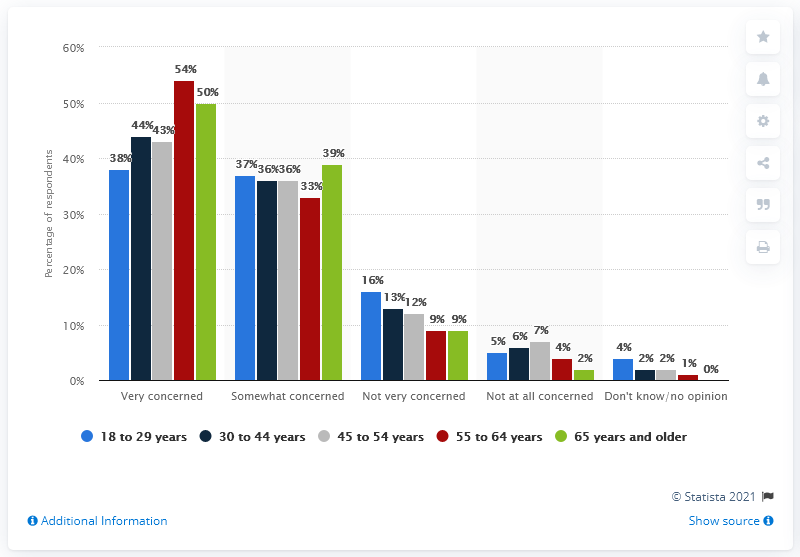 60%
50%
40%
30%
20%
10%
0%
Percentage of respondents
38% 44% 43% 54% 50%
37% 36% 36% 33% 39%
16% 13% 12% 9% 9%
5% 6% 7% 4% 2%
4% 2% 2% 1% 0%
Very concerned Somewhat concerned Not very concerned Not at all concerned Don't know/no opinion
18 to 29 years 30 to 44 years 45 to 54 years 55 to 64 years 65 years and older
© Statista 2021
Additional Information Show source